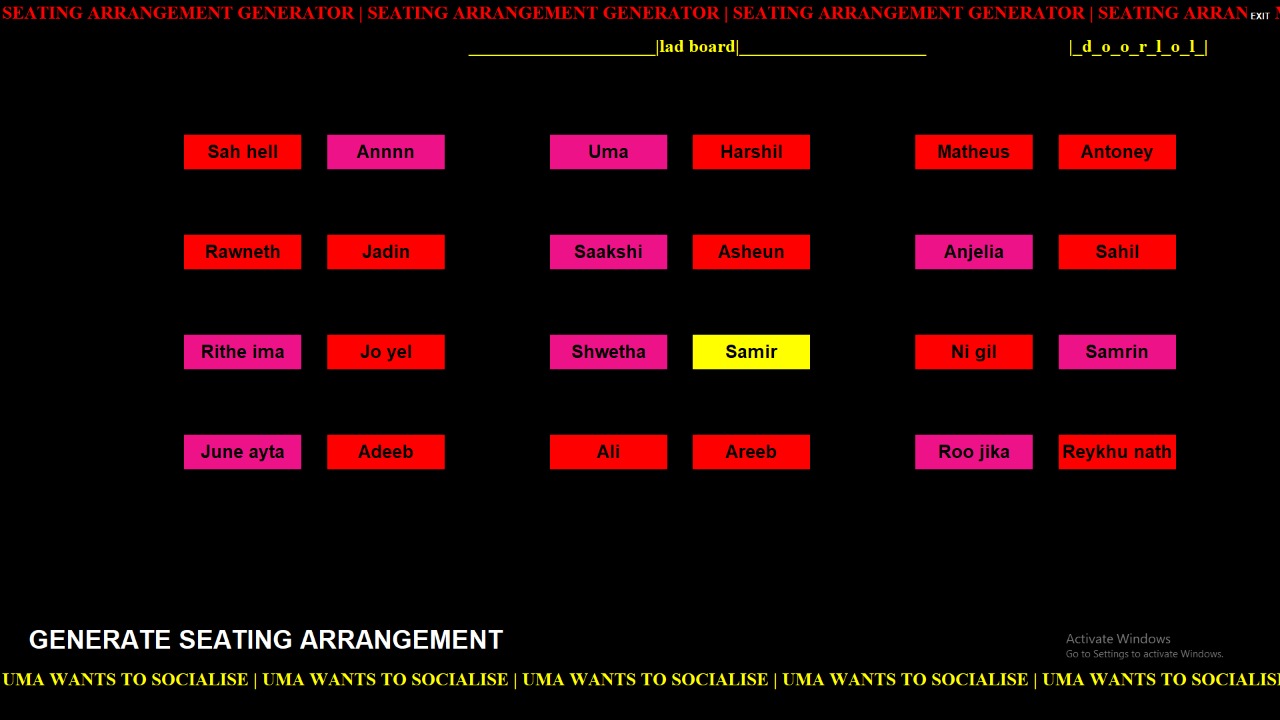 SEATING ARRANGEMENT GENERATOR | SEATING ARRANGEMENT GENERATOR | SEATING ARRANGEMENT GENERATOR | SEATING ARRAN EXIT
____________________|lad board|____________________ |_d_o_o_r_l_o_l_|
Sah hell Annnn Uma Harshil Matheus Antoney
Rawneth Jadin Saakshi Asheun Anjelia Sahil
Rithe ima Jo yel Shwetha Samir Ni gil Samrin
June ayta Adeeb Ali Areeb Roo jika Reykhu nath
GENERATE SEATING ARRANGEMENT
Activate Windows
Go to Settings to activate Windows.
UMA WANTS TO SOCIALISE | UMA WANTS TO SOCIALISE | UMA WANTS TO SOCIALISE | UMA WANTS TO SOCIALISE | UMA WANTS TO SOCIALIS